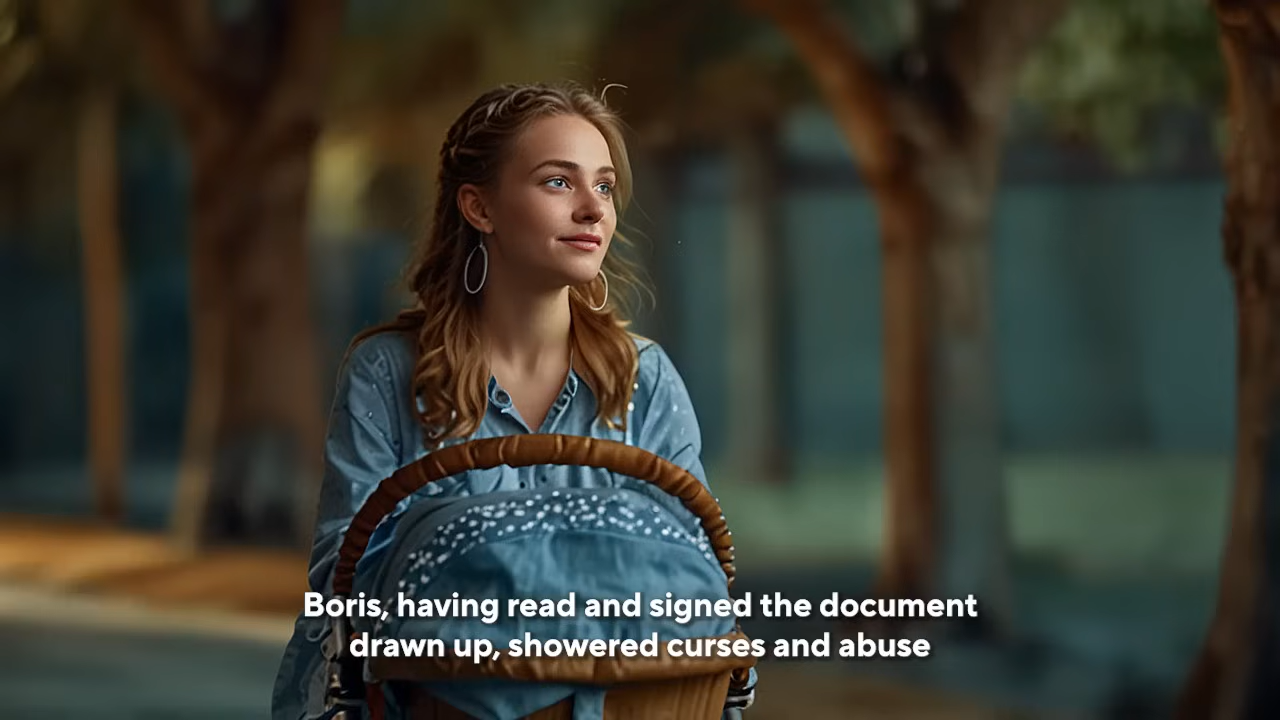 Boris, having read and signed the document
drawn up, showered curses and abuse